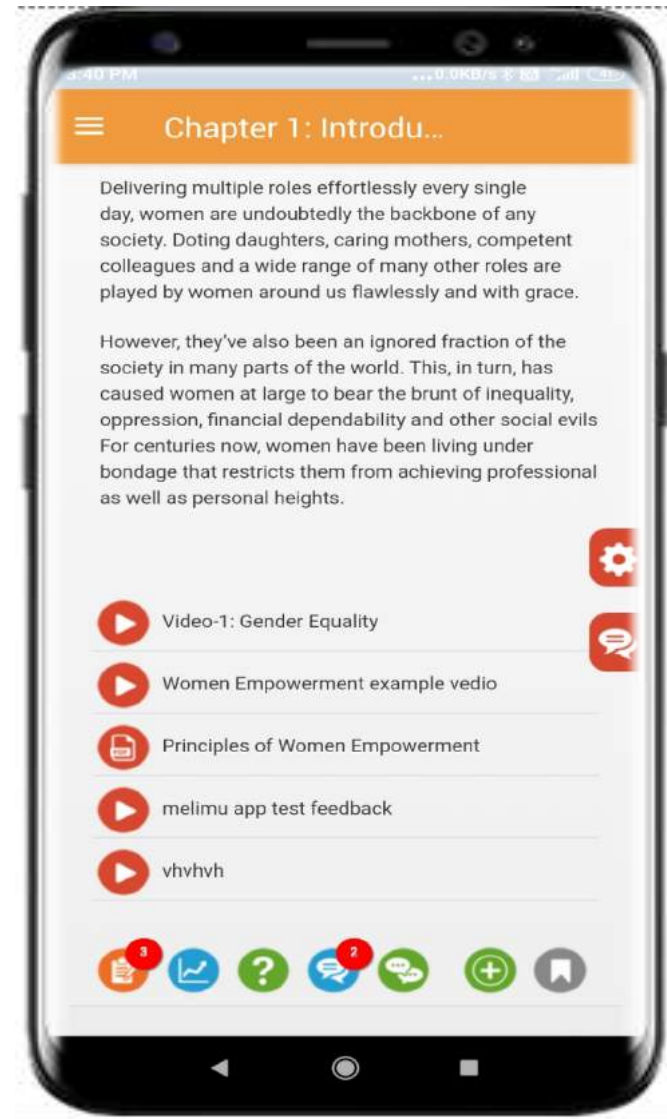 3:40 PM ...0.0KB/s
Chapter 1: Introdu...
Delivering multiple roles effortlessly every single
day, women are undoubtedly the backbone of any
society. Doting daughters, caring mothers, competent
colleagues and a wide range of many other roles are
played by women around us flawlessly and with grace.
However, they've also been an ignored fraction of the
society in many parts of the world. This, in turn, has
caused women at large to bear the brunt of inequality,
oppression, financial dependability and other social evils
For centuries now, women have been living under
bondage that restricts them from achieving professional
as well as personal heights.
Video-1: Gender Equality
Women Empowerment example vedio
PDF
Principles of Women Empowerment
melimu app test feedback
vhvhvh
3
2